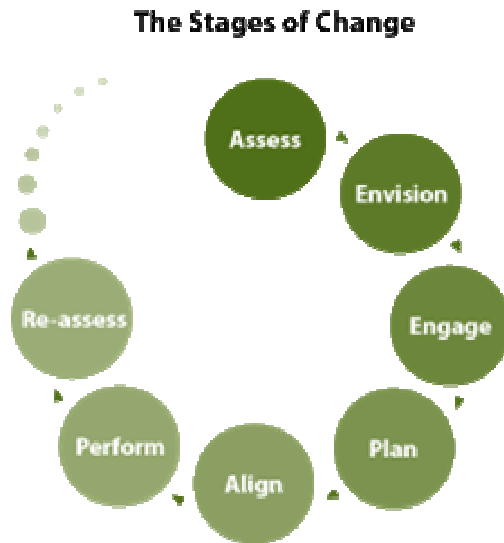 The Stages of Change
Assess
Envision
Engage
Plan
Align
Perform
Re-assess